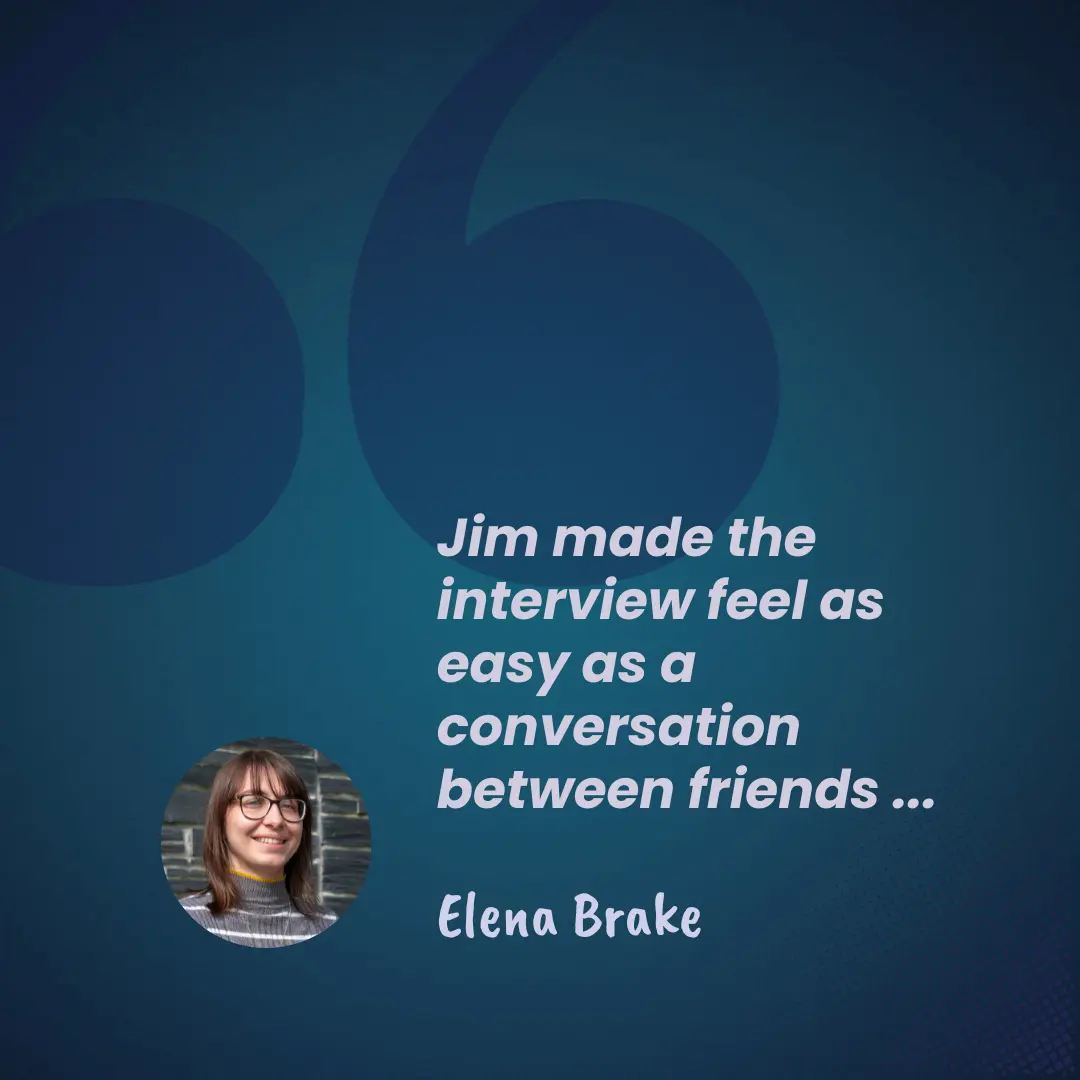 Jim made the
interview feel as
easy as a
conversation
between friends ...
Elena Brake